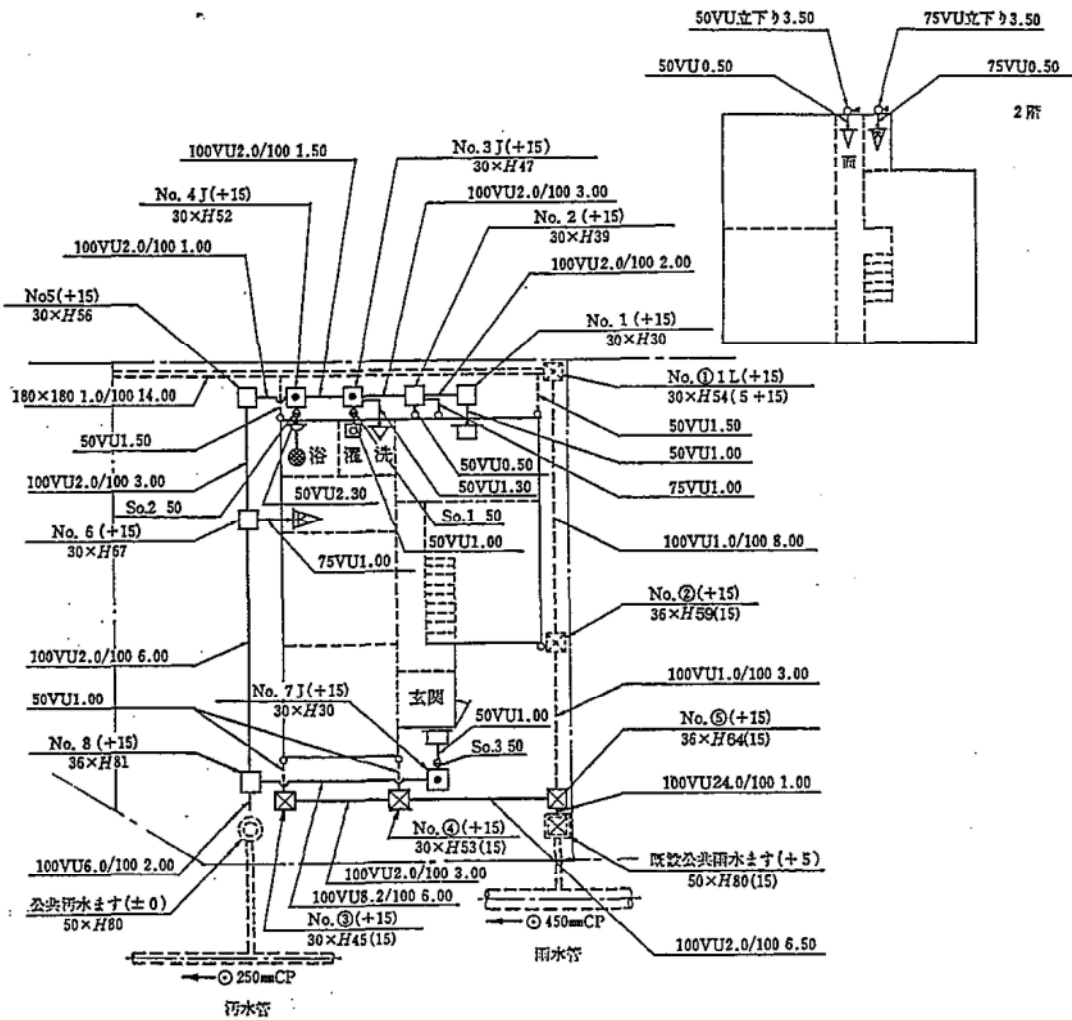 50VU立下り3.50
75VU立下り3.50
50VU0.50
75VU0.50
2階
面
100VU2.0/100 1.50
No. 3 J(+15)
30×H47
No. 4 J(+15)
30×H52
100VU2.0/100 3.00
No. 2 (+15)
30×H39
100VU2.0/100 1.00
100VU2.0/100 2.00
No5(+15)
30×H56
No. 1 (+15)
30×H30
No.① 1L(+15)
30×H54(5+15)
180×180 1.0/100 14.00
50VU1.50
50VU1.50
50VU1.00
浴
濯
洗
50VU0.50
100VU2.0/100 3.00
50VU1.30
75VU1.00
So.2 50
50VU2.30
So.1 50
No. 6 (+15)
30×H67
50VU1.00
100VU1.0/100 8.00
75VU1.00
No.②(+15)
36×H59(15)
100VU2.0/100 6.00
No. 7 J(+15)
30×H30
玄関
100VU1.0/100 3.00
50VU1.00
50VU1.00
No.⑤(+15)
36×H64(15)
No. 8 (+15)
36×H81
So.3 50
100VU24.0/100 1.00
No.④(+15)
30×H53(15)
既設公共雨水ます(+5)
50×H80(15)
100VU6.0/100 2.00
100VU2.0/100 3.00
公共汚水ます(±0)
50×H80
100VU8.2/100 6.00
No.③(+15)
30×H45(15)
450mmCP
雨水管
100VU2.0/100 6.50
250mmCP
汚水管